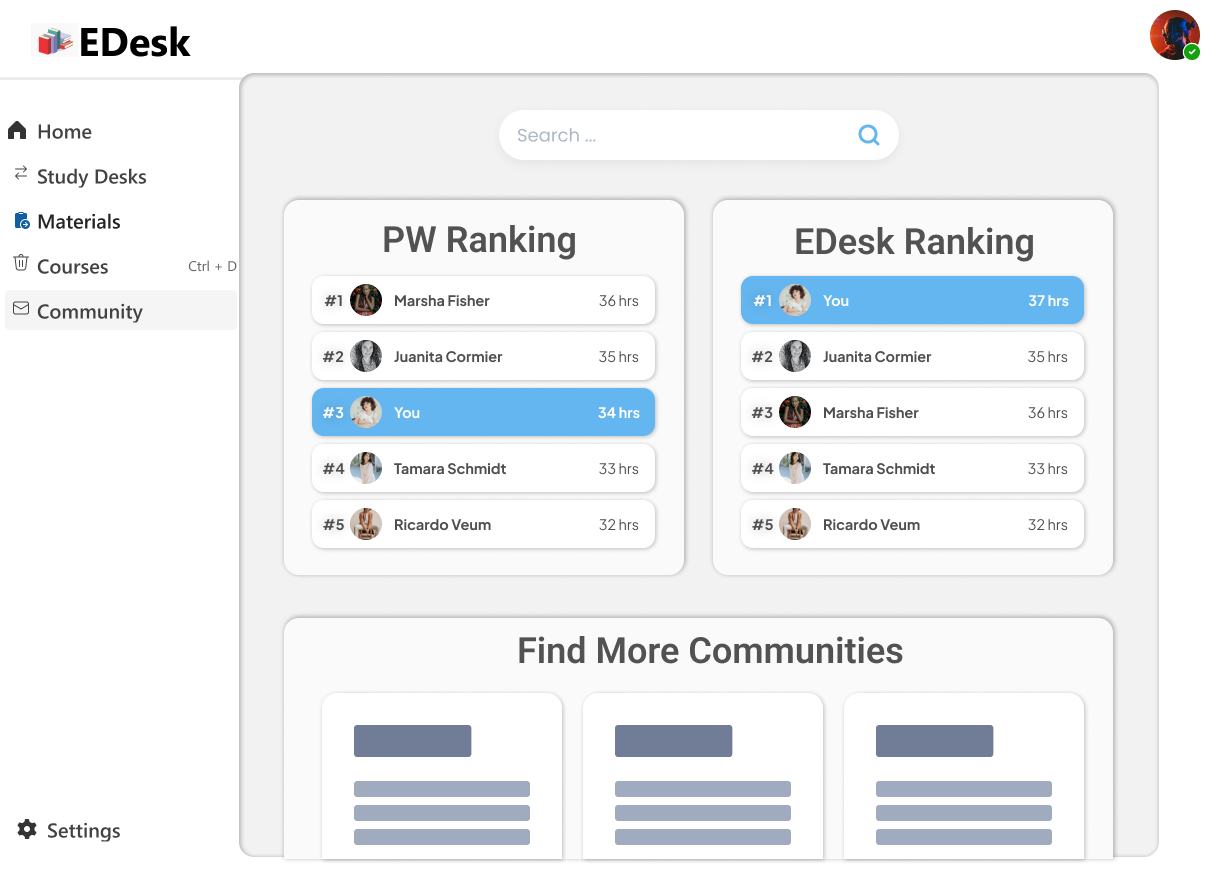 EDesk
Home
Study Desks
Materials
Courses Ctrl + D
Community
Settings
Search ...
PW Ranking
#1 Marsha Fisher 36 hrs
#2 Juanita Cormier 35 hrs
#3 You 34 hrs
#4 Tamara Schmidt 33 hrs
#5 Ricardo Veum 32 hrs
EDesk Ranking
#1 You 37 hrs
#2 Juanita Cormier 35 hrs
#3 Marsha Fisher 36 hrs
#4 Tamara Schmidt 33 hrs
#5 Ricardo Veum 32 hrs
Find More Communities